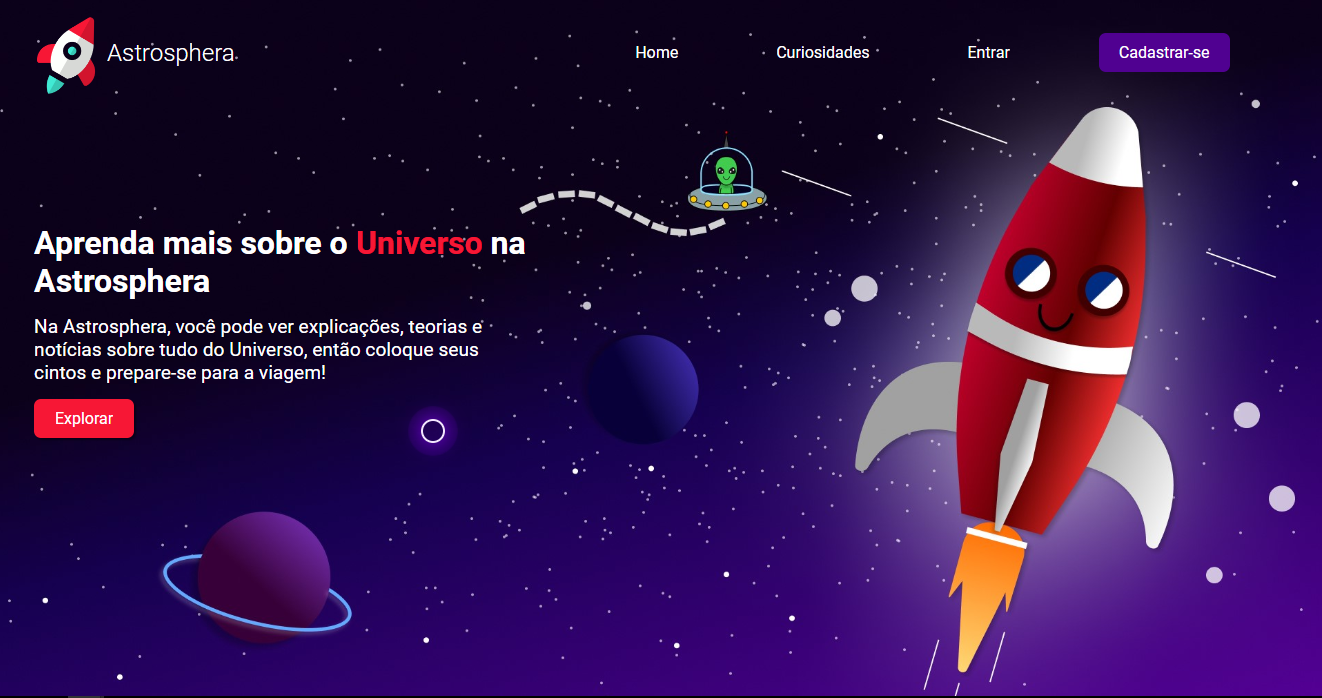 Astrosphera
Home
Curiosidades
Entrar
Cadastrar-se
Aprenda mais sobre o Universo na
Astrosphera
Na Astrosphera, você pode ver explicações, teorias e
notícias sobre tudo do Universo, então coloque seus
cintos e prepare-se para a viagem!
Explorar